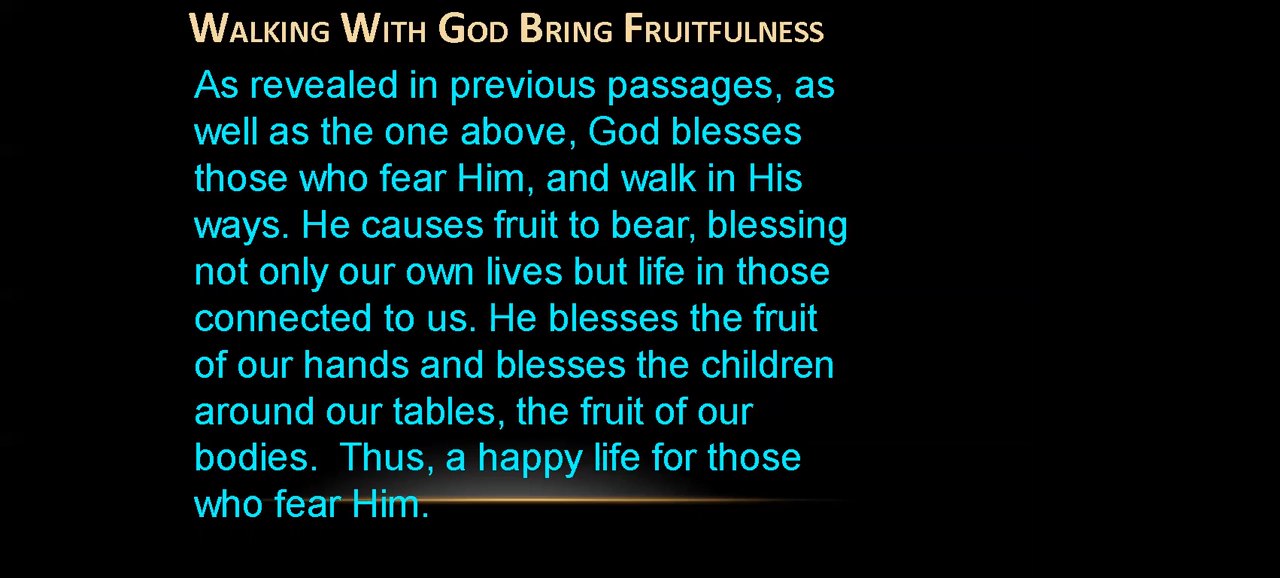 Walking With God Bring Fruitfulness
As revealed in previous passages, as
well as the one above, God blesses
those who fear Him, and walk in His
ways. He causes fruit to bear, blessing
not only our own lives but life in those
connected to us. He blesses the fruit
of our hands and blesses the children
around our tables, the fruit of our
bodies.  Thus, a happy life for those
who fear Him.